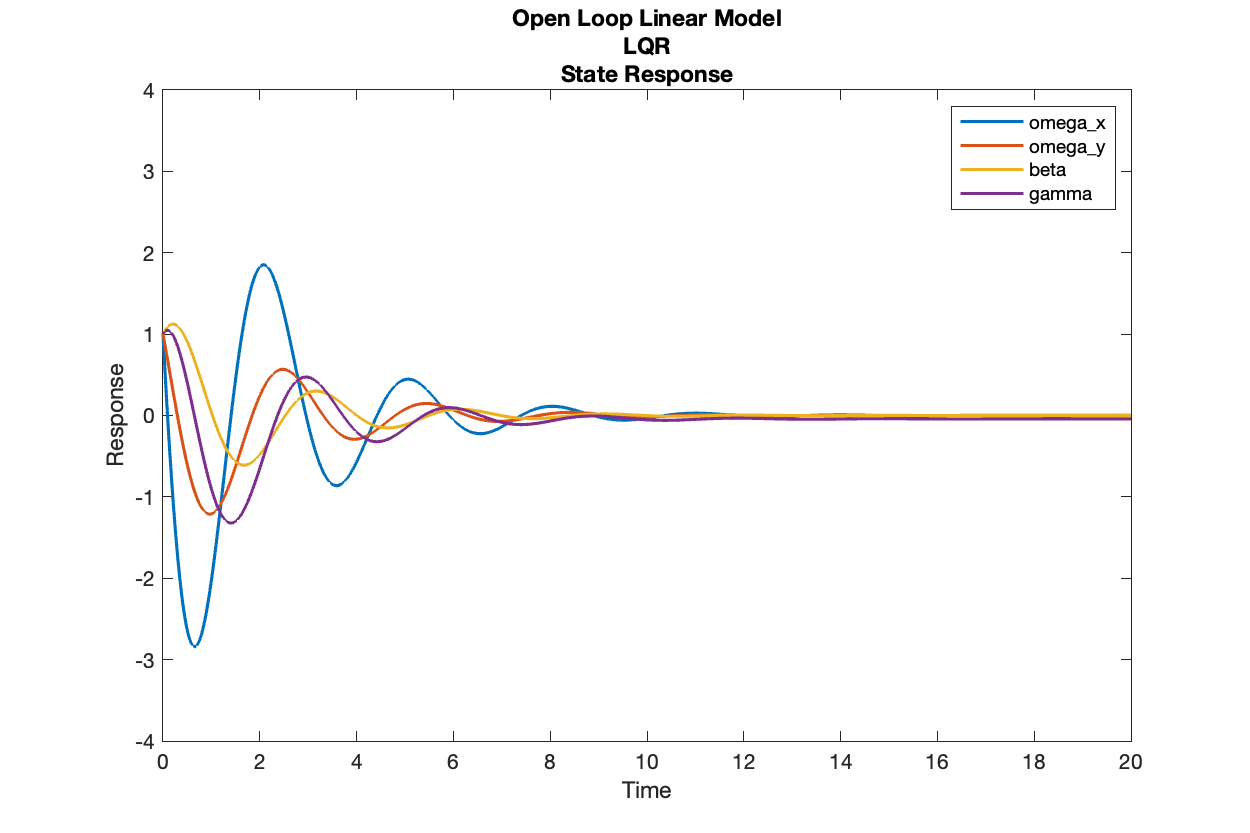 Open Loop Linear Model
LQR
State Response
4
3
2
1
0
-1
-2
-3
-4
Response
omega_x
omega_y
beta
gamma
0 2 4 6 8 10 12 14 16 18 20
Time